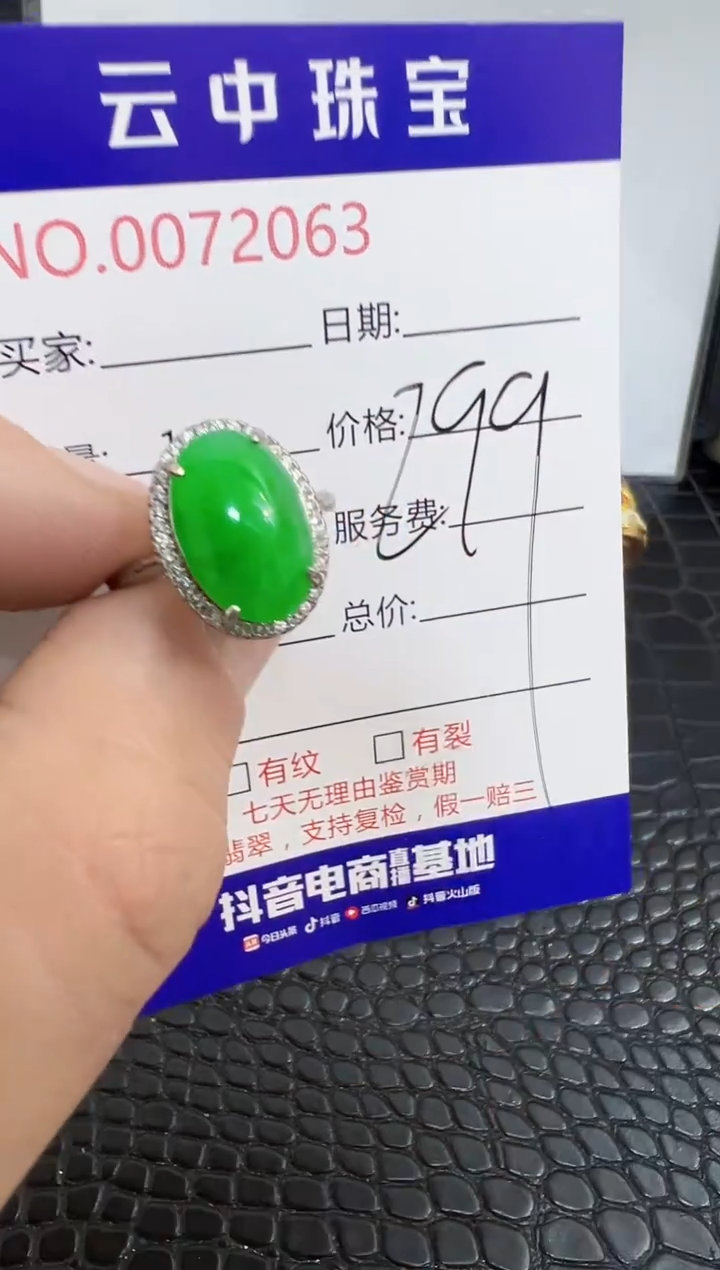 云中珠宝
NO.0072063
买家: 日期:
价格: 799
服务费:
总价:
有纹 有裂
七天无理由鉴赏期
翡翠，支持复检，假一赔三
抖音电商直播基地
今日头条 抖音 西瓜视频 抖音火山版